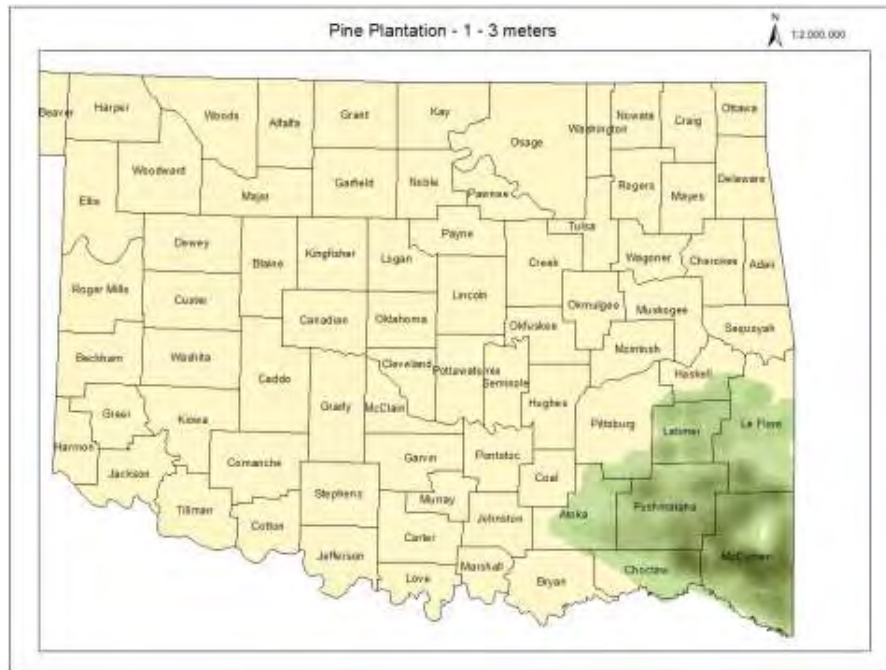 Pine Plantation - 1 - 3 meters
N
1:2.000.000
Beaver Harper Woods Alfalfa Grant Kay Osage Washington Nowata Craig Ottawa
Woodward Major Garfield Noble Pawnee Rogers Mayes Delaware
Ellis Dewey Blaine Kingfisher Logan Payne Creek Tulsa Wagoner Cherokee Adair
Roger Mills Custer Canadian Oklahoma Lincoln Okfuskee Okmulgee Muskogee Sequoyah
Beckham Washita Caddo Grady Cleveland McClain Pottawatomie Seminole Hughes McIntosh Haskell
Greer Kiowa Pittsburg Latimer Le Flore
Harmon Jackson Comanche Garvin Pontotoc Coal
Tillman Cotton Stephens Murray Johnston Atoka Pushmataha
Jefferson Carter Love Marshall Bryan Choctaw McCurtain